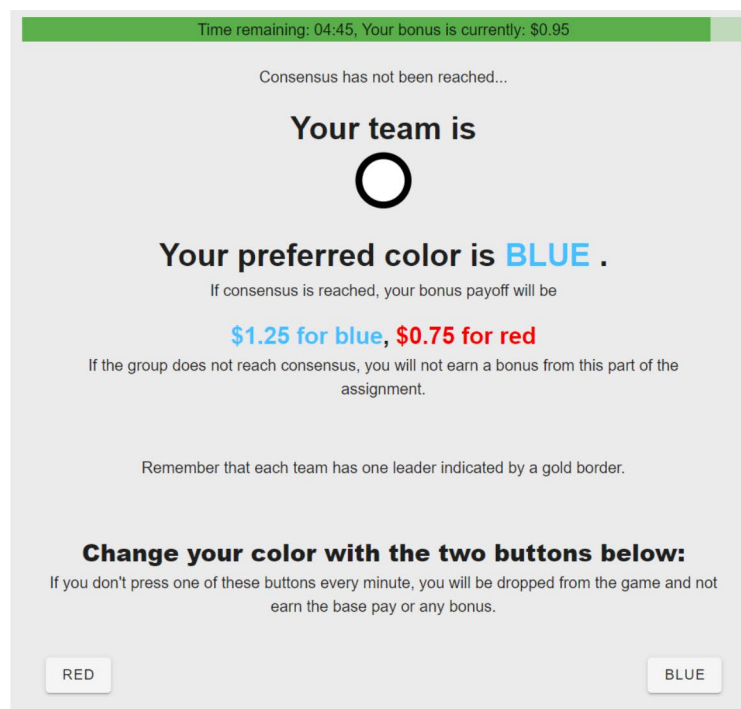 Time remaining: 04:45, Your bonus is currently: $0.95
Consensus has not been reached...
Your team is
Your preferred color is BLUE .
If consensus is reached, your bonus payoff will be
$1.25 for blue, $0.75 for red
If the group does not reach consensus, you will not earn a bonus from this part of the
assignment.
Remember that each team has one leader indicated by a gold border.
Change your color with the two buttons below:
If you don't press one of these buttons every minute, you will be dropped from the game and not
earn the base pay or any bonus.
RED BLUE